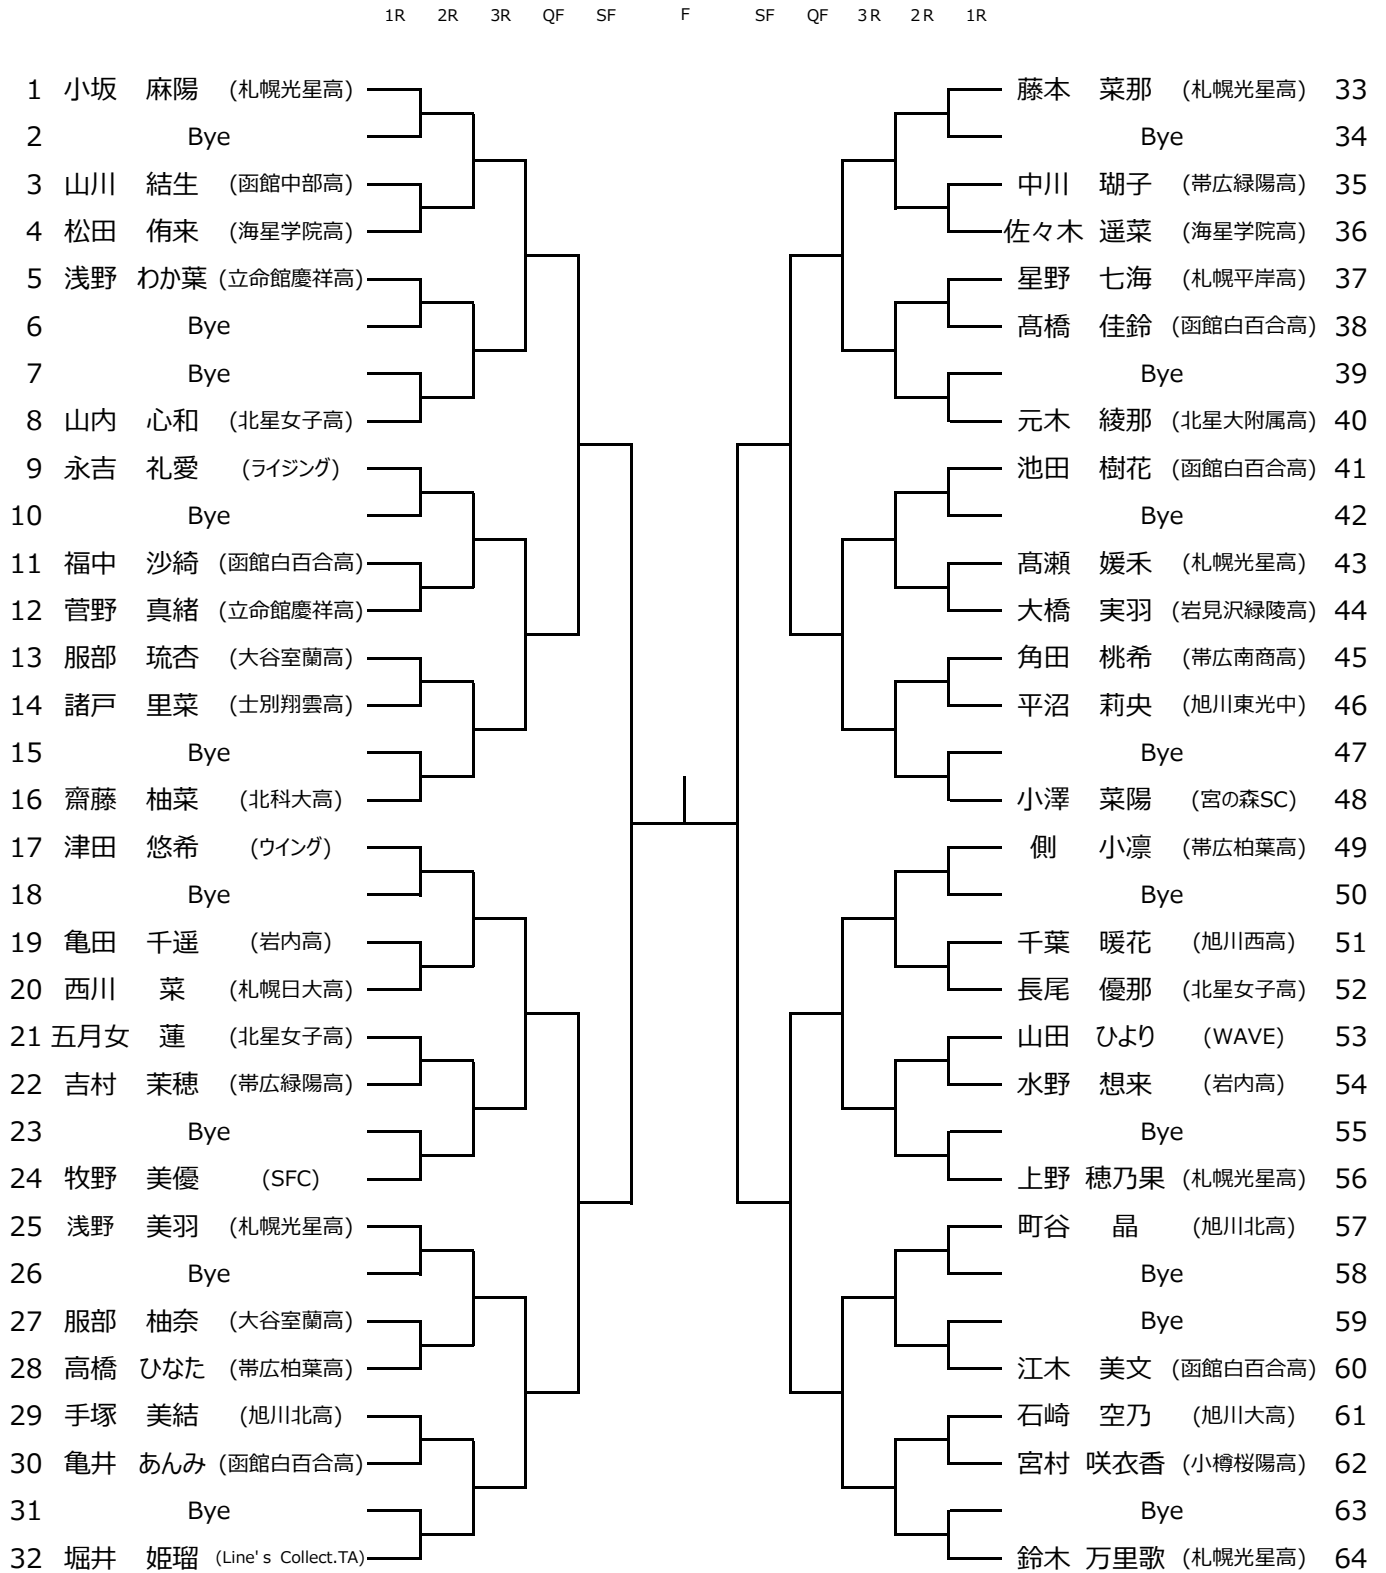 1R 2R 3R QF SF F SF QF 3R 2R 1R
1 小坂 麻陽 (札幌光星高) 藤本 菜那 (札幌光星高) 33
2 Bye Bye 34
3 山川 結生 (函館中部高) 中川 瑚子 (帯広緑陽高) 35
4 松田 侑来 (海星学院高) 佐々木 遥菜 (海星学院高) 36
5 浅野 わか葉 (立命館慶祥高) 星野 七海 (札幌平岸高) 37
6 Bye 髙橋 佳鈴 (函館白百合高) 38
7 Bye Bye 39
8 山内 心和 (北星女子高) 元木 綾那 (北星大附属高) 40
9 永吉 礼愛 (ライジング) 池田 樹花 (函館白百合高) 41
10 Bye Bye 42
11 福中 沙綺 (函館白百合高) 髙瀬 媛禾 (札幌光星高) 43
12 菅野 真緒 (立命館慶祥高) 大橋 実羽 (岩見沢緑陵高) 44
13 服部 琉杏 (大谷室蘭高) 角田 桃希 (帯広南商高) 45
14 諸戸 里菜 (士別翔雲高) 平沼 莉央 (旭川東光中) 46
15 Bye Bye 47
16 齋藤 柚菜 (北科大高) 小澤 菜陽 (宮の森SC) 48
17 津田 悠希 (ウイング) 側 小凛 (帯広柏葉高) 49
18 Bye Bye 50
19 亀田 千遥 (岩内高) 千葉 暖花 (旭川西高) 51
20 西川 菜 (札幌日大高) 長尾 優那 (北星女子高) 52
21 五月女 蓮 (北星女子高) 山田 ひより (WAVE) 53
22 吉村 茉穂 (帯広緑陽高) 水野 想来 (岩内高) 54
23 Bye Bye 55
24 牧野 美優 (SFC) 上野 穂乃果 (札幌光星高) 56
25 浅野 美羽 (札幌光星高) 町谷 晶 (旭川北高) 57
26 Bye Bye 58
27 服部 柚奈 (大谷室蘭高) Bye 59
28 高橋 ひなた (帯広柏葉高) 江木 美文 (函館白百合高) 60
29 手塚 美結 (旭川北高) 石崎 空乃 (旭川大高) 61
30 亀井 あんみ (函館白百合高) 宮村 咲衣香 (小樽桜陽高) 62
31 Bye Bye 63
32 堀井 姫瑠 (Line's Collect.TA) 鈴木 万里歌 (札幌光星高) 64